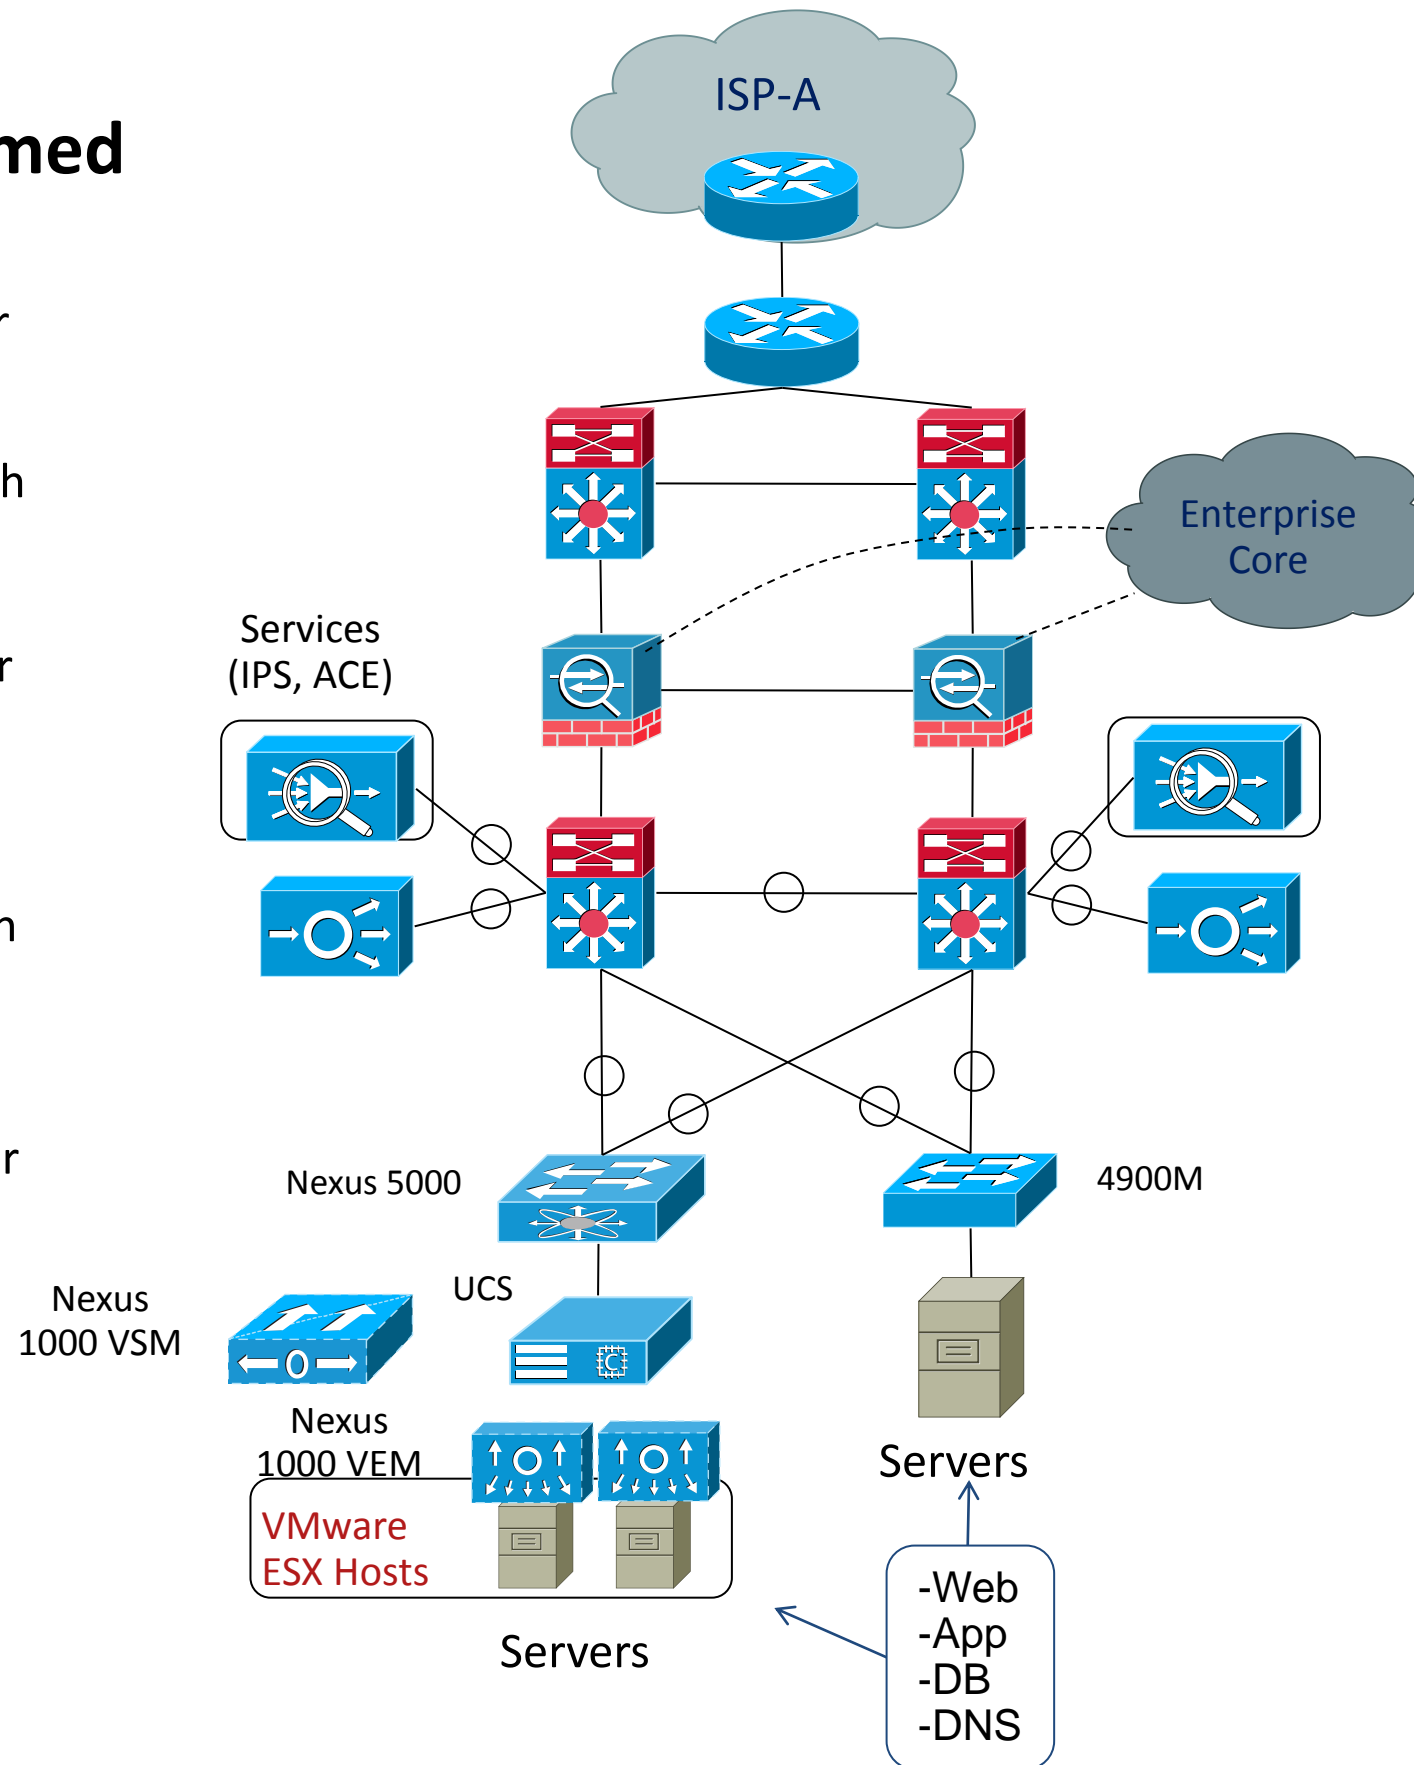 med
r
h
r
n
r
ISP-A
Enterprise
Core
Services
(IPS, ACE)
Nexus 5000
4900M
UCS
Nexus
1000 VSM
Nexus
1000 VEM
VMware
ESX Hosts
Servers
Servers
-Web
-App
-DB
-DNS